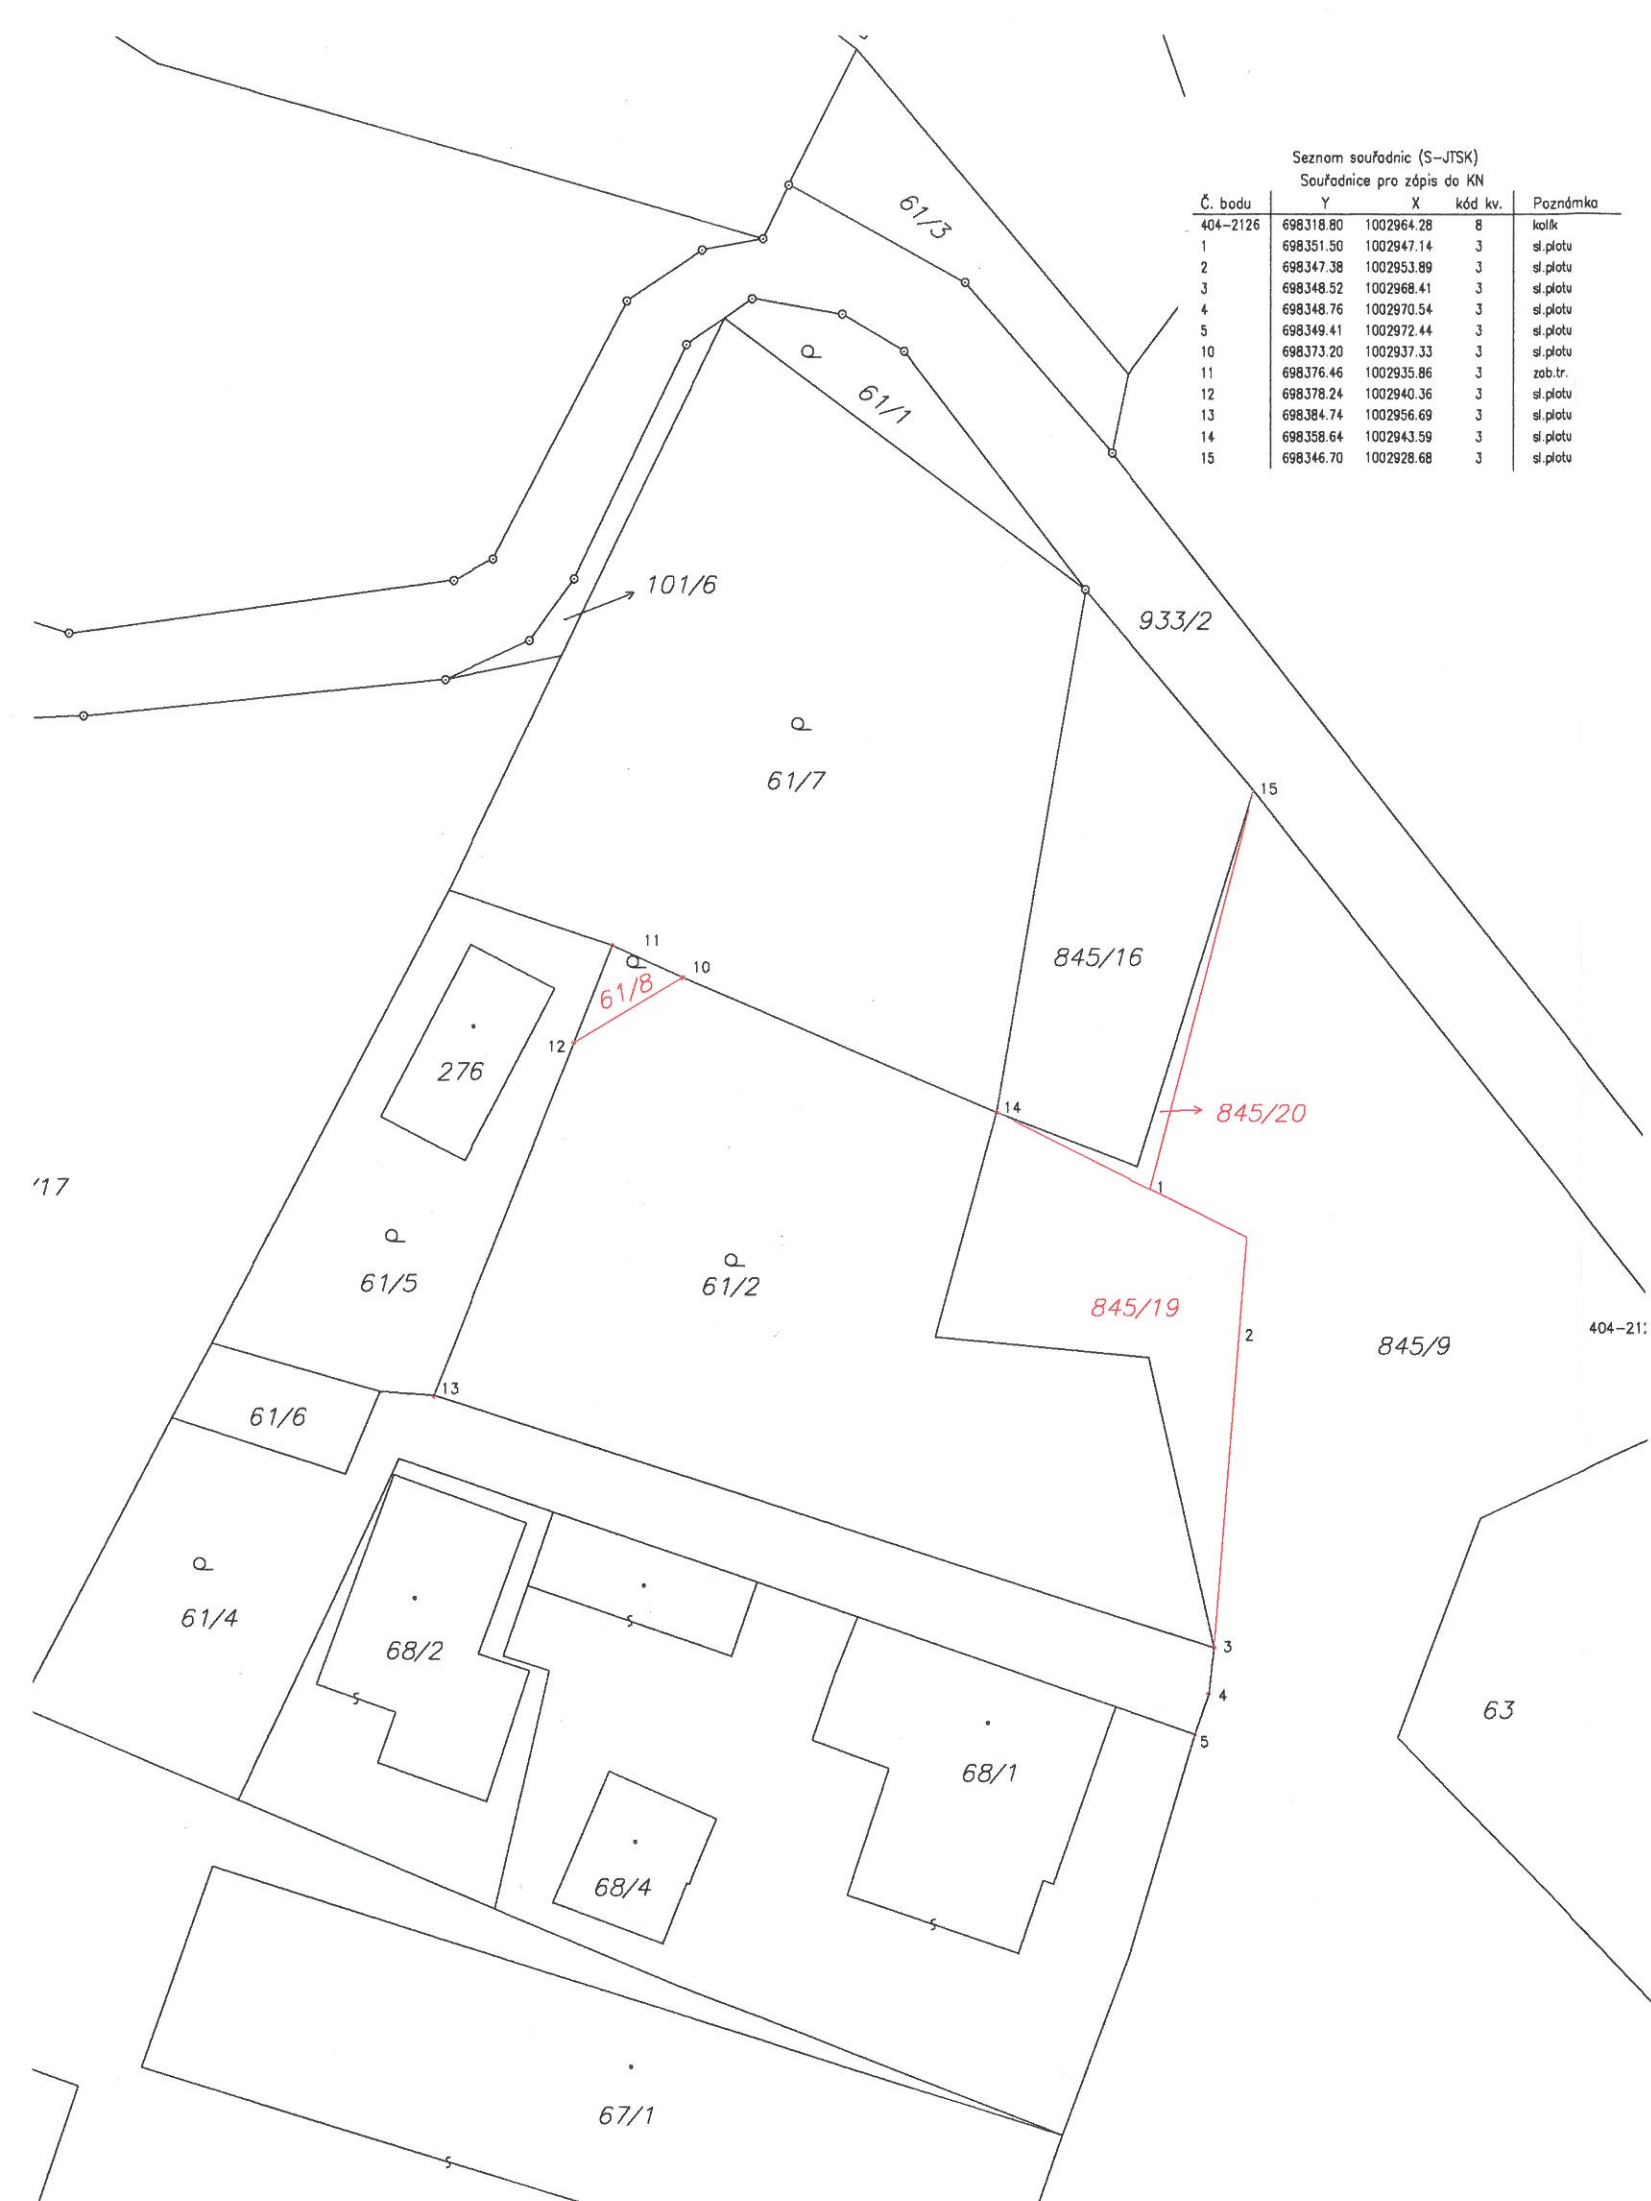 Seznam souřadnic (S-JTSK)
Souřadnice pro zápis do KN
Č. bodu Y X kód kv. Poznámka
404-2126 698318.80 1002964.28 8 kolík
1 698351.50 1002947.14 3 sl.plotu
2 698347.38 1002953.89 3 sl.plotu
3 698348.52 1002968.41 3 sl.plotu
4 698348.76 1002970.54 3 sl.plotu
5 698349.41 1002972.44 3 sl.plotu
10 698373.20 1002937.33 3 sl.plotu
11 698376.46 1002935.86 3 zab.tr.
12 698378.24 1002940.36 3 sl.plotu
13 698384.74 1002956.69 3 sl.plotu
14 698358.64 1002943.59 3 sl.plotu
15 698346.70 1002928.68 3 sl.plotu
61/3
61/1
101/6
933/2
61/7
15
11
10
845/16
61/8
12
276
14
845/20
1
'17
61/5
61/2
845/19
2
845/9
404-21
13
61/6
61/4
68/2
3
4
5
63
68/1
68/4
67/1